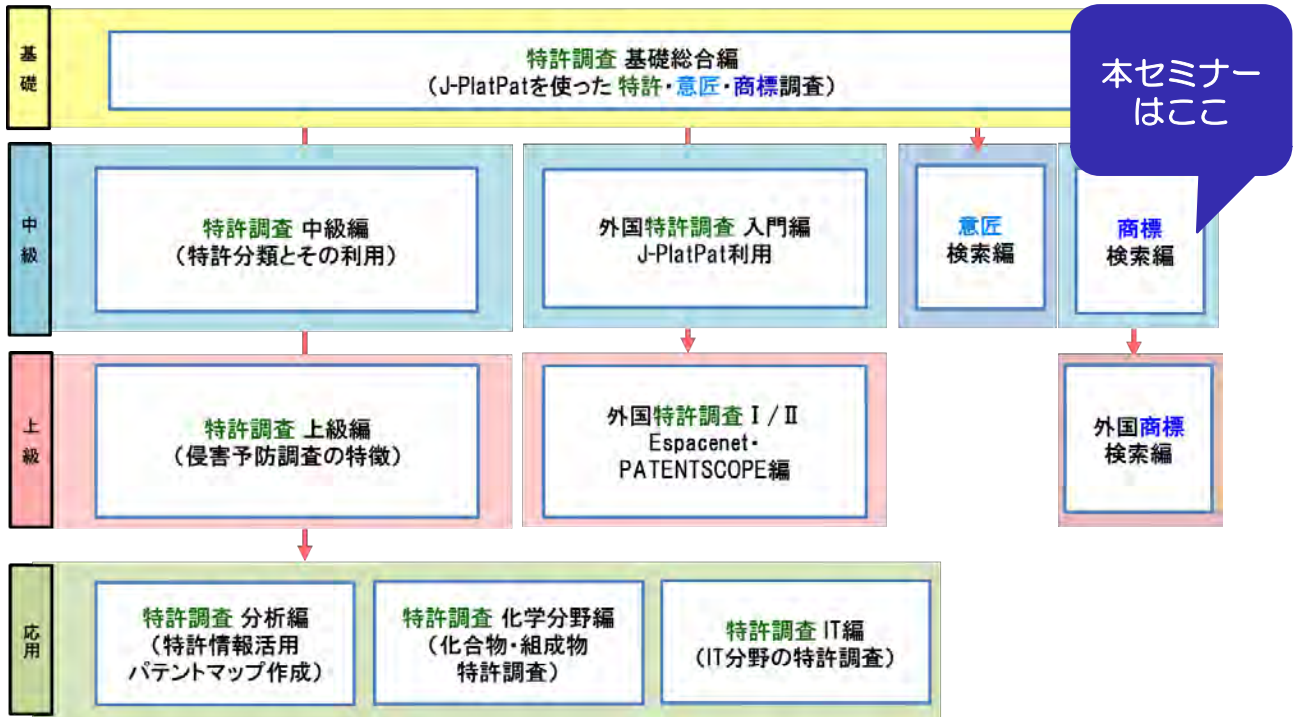 基
礎
特許調査 基礎総合編
(J-PlatPatを使った 特許・意匠・商標調査)
本セミナー
はここ
中
級
特許調査 中級編
(特許分類とその利用)
外国特許調査 入門編
J-PlatPat利用
意匠
検索編
商標
検索編
上
級
特許調査 上級編
(侵害予防調査の特徴)
外国特許調査 Ⅰ/Ⅱ
Espacenet・
PATENTSCOPE編
外国商標
検索編
応
用
特許調査 分析編
(特許情報活用
パテントマップ作成)
特許調査 化学分野編
(化合物・組成物
特許調査)
特許調査 IT編
(IT分野の特許調査)